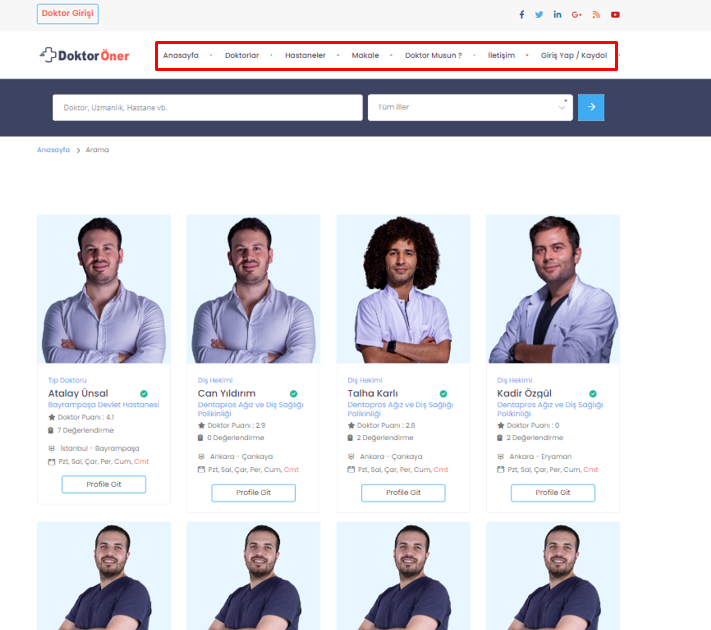 Doktor Girişi
DoktorÖner
Anasayfa
Doktorlar
Hastaneler
Makale
Doktor Musun ?
İletişim
Giriş Yap / Kaydol
Doktor, Uzmanlık, Hastane vb.
Tüm İller
Anasayfa > Arama
Tıp Doktoru
Atalay Ünsal
Bayrampaşa Devlet Hastanesi
Doktor Puanı : 4.1
7 Değerlendirme
İstanbul - Bayrampaşa
Pzt, Sal, Çar, Per, Cum, Cmt
Profile Git
Diş Hekimi
Can Yıldırım
Dentapros Ağız ve Diş Sağlığı
Polikinliği
Doktor Puanı : 2.9
0 Değerlendirme
Ankara - Çankaya
Pzt, Sal, Çar, Per, Cum, Cmt
Profile Git
Diş Hekimi
Talha Karlı
Dentapros Ağız ve Diş Sağlığı
Polikinliği
Doktor Puanı : 2.8
2 Değerlendirme
Ankara - Çankaya
Pzt, Sal, Çar, Per, Cum, Cmt
Profile Git
Diş Hekimi
Kadir Özgül
Dentapros Ağız ve Diş Sağlığı
Polikinliği
Doktor Puanı : 0
2 Değerlendirme
Ankara - Eryaman
Pzt, Sal, Çar, Per, Cum, Cmt
Profile Git